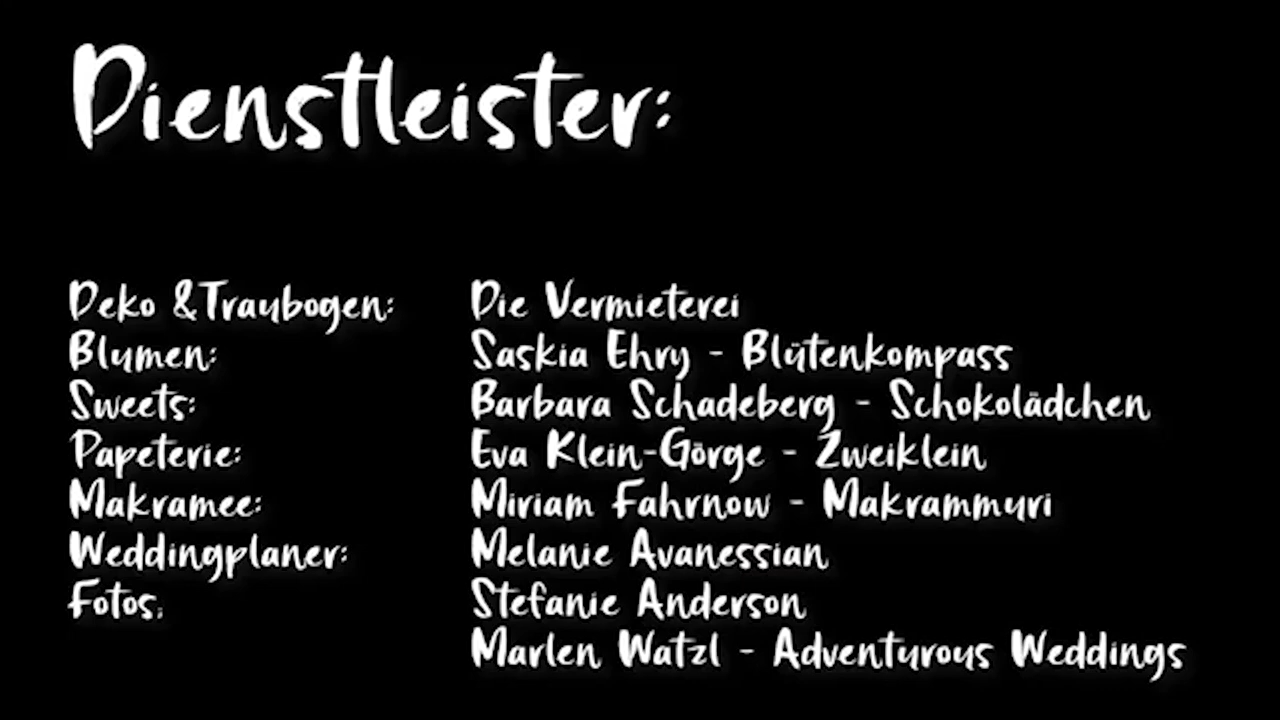 Dienstleister:
Deko &Traubogen: Die Vermieterei
Blumen: Saskia Ehry - Blütenkompass
Sweets: Barbara Schadeberg - Schokolädchen
Papeterie: Eva Klein-Görge - Zweiklein
Makramee: Miriam Fahrnow - Makrammuri
Weddingplaner: Melanie Avanessian
Fotos: Stefanie Anderson
Marlen Watzl - Adventurous Weddings